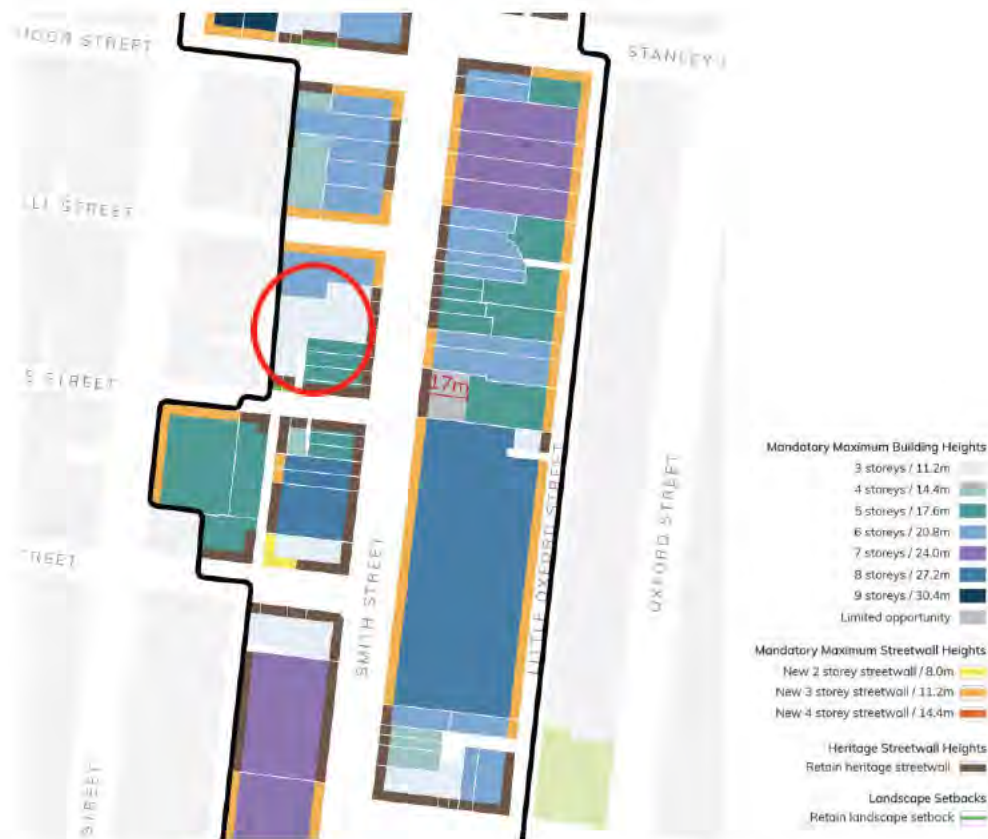 STANLEY
STREET
STREET
STREET
17m
SMITH STREET
LITTLE OXFORD STREET
OXFORD STREET
STREET
Mandatory Maximum Building Heights
3 storeys / 11.2m
4 storeys / 14.4m
5 storeys / 17.6m
6 storeys / 20.8m
7 storeys / 24.0m
8 storeys / 27.2m
9 storeys / 30.4m
Limited opportunity
Mandatory Maximum Streetwall Heights
New 2 storey streetwall / 8.0m
New 3 storey streetwall / 11.2m
New 4 storey streetwall / 14.4m
Heritage Streetwall Heights
Retain heritage streetwall
Landscape Setbacks
Retain landscape setback